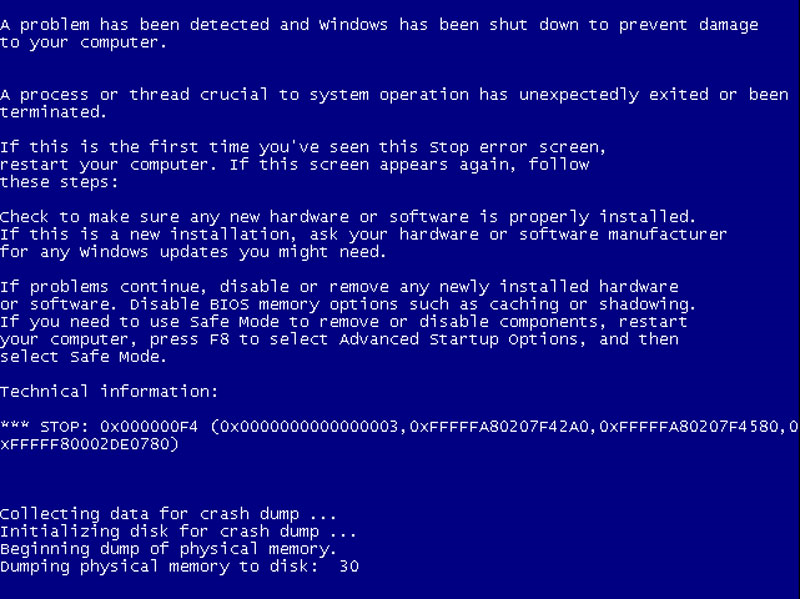 A problem has been detected and Windows has been shut down to prevent damage
to your computer.
A process or thread crucial to system operation has unexpectedly exited or been
terminated.
If this is the first time you've seen this Stop error screen,
restart your computer. If this screen appears again, follow
these steps:
Check to make sure any new hardware or software is properly installed.
If this is a new installation, ask your hardware or software manufacturer
for any Windows updates you might need.
If problems continue, disable or remove any newly installed hardware
or software. Disable BIOS memory options such as caching or shadowing.
If you need to use Safe Mode to remove or disable components, restart
your computer, press F8 to select Advanced Startup Options, and then
select Safe Mode.
Technical information:
*** STOP: 0x000000F4 (0x0000000000000003,0xFFFFFA80207F42A0,0xFFFFFA80207F4580,0
xFFFFF80002DE0780)
Collecting data for crash dump ...
Initializing disk for crash dump ...
Beginning dump of physical memory.
Dumping physical memory to disk:  30